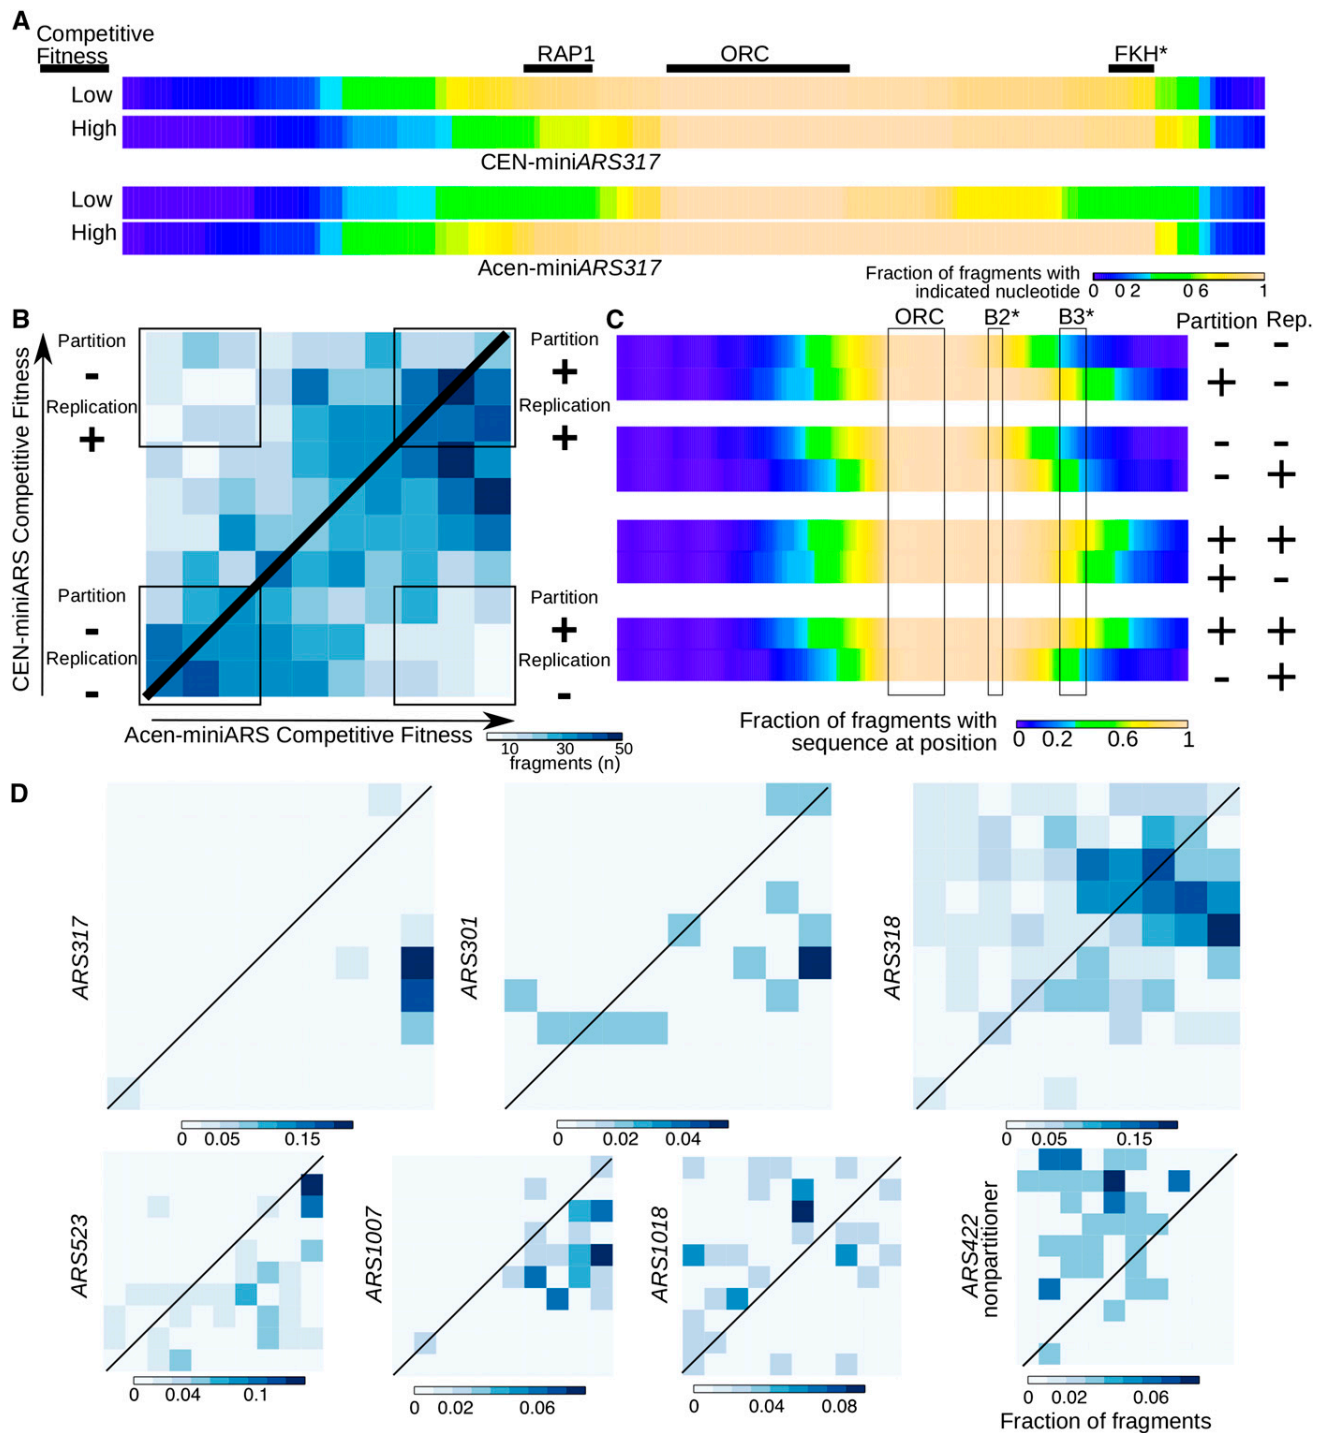 A
Competitive
Fitness
RAP1
ORC
FKH*
Low
High
CEN-miniARS317
Low
High
Acen-miniARS317
Fraction of fragments with
indicated nucleotide
0 0 2 0 6 1
B
CEN-miniARS Competitive Fitness
Partition
-
Replication
+
Partition
+
Replication
+
Partition
-
Replication
-
Partition
+
Replication
-
Acen-miniARS Competitive Fitness
10 30 50
fragments (n)
C
ORC
B2*
B3*
Partition Rep.
- -
+ -
- -
- +
+ +
+ -
+ +
- +
Fraction of fragments with
sequence at position
0 0.2 0.6 1
D
ARS317
0 0.05 0.15
ARS301
0 0.02 0.04
ARS318
0 0.05 0.15
ARS523
0 0.04 0.1
ARS1007
0 0.02 0.06
ARS1018
0 0.04 0.08
ARS422
nonpartitioner
0 0.02 0.06
Fraction of fragments